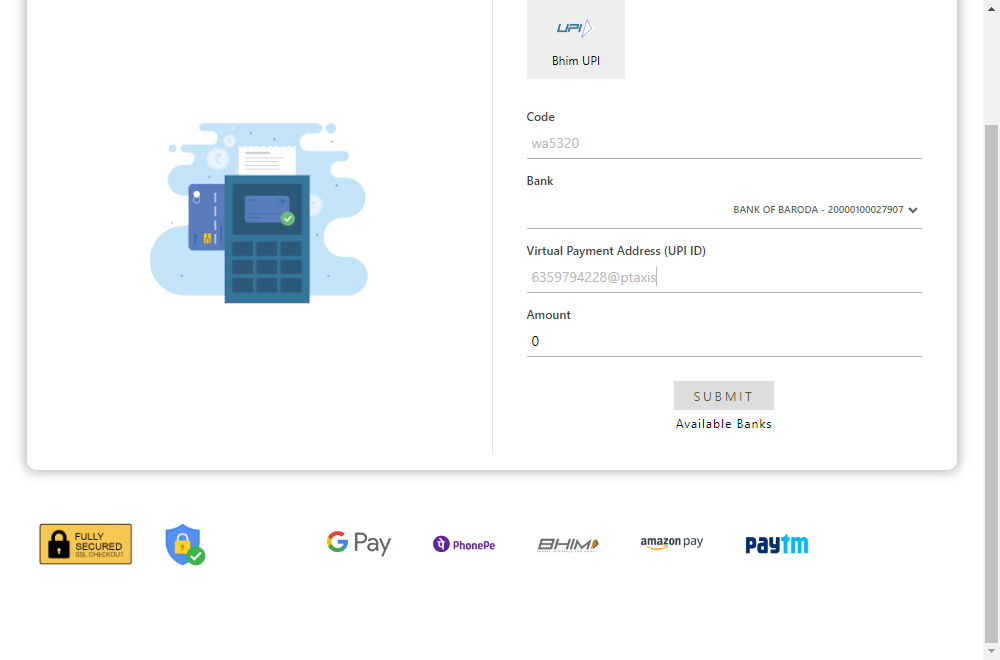 UPI
Bhim UPI
Code
wa5320
Bank
BANK OF BARODA - 20000100027907
Virtual Payment Address (UPI ID)
6359794228@ptaxis
Amount
0
SUBMIT
Available Banks
FULLY
SECURED
SSL CHECKOUT
G Pay
PhonePe
BHIM
amazon pay
paytm